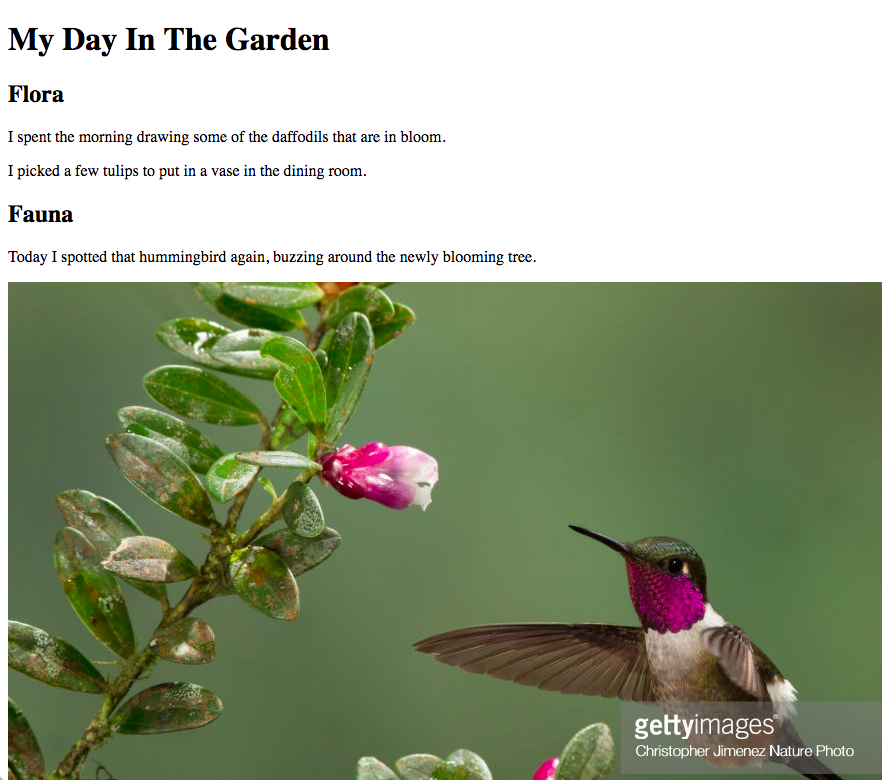 My Day In The Garden
Flora
I spent the morning drawing some of the daffodils that are in bloom.
I picked a few tulips to put in a vase in the dining room.
Fauna
Today I spotted that hummingbird again, buzzing around the newly blooming tree.
gettyimages®
Christopher Jimenez Nature Photo